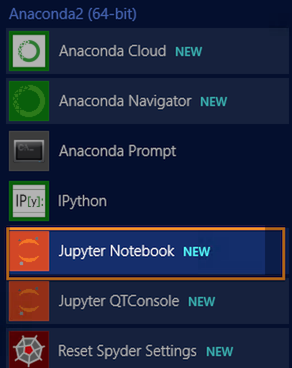 Anaconda2 (64-bit)
Anaconda Cloud NEW
Anaconda Navigator NEW
Anaconda Prompt
IP[y]: IPython
Jupyter Notebook NEW
Jupyter QTConsole NEW
Reset Spyder Settings NEW